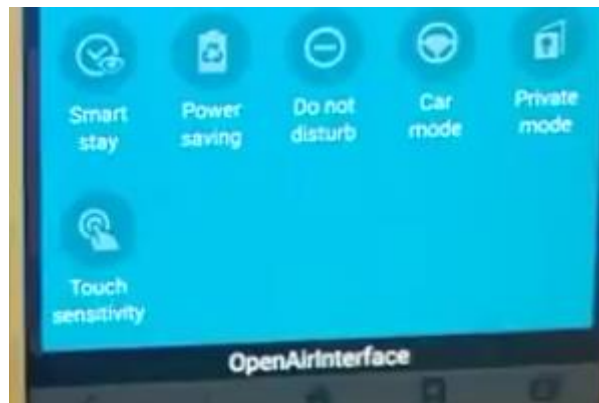 Smart stay
Power saving
Do not disturb
Car mode
Private mode
Touch sensitivity
OpenAirInterface